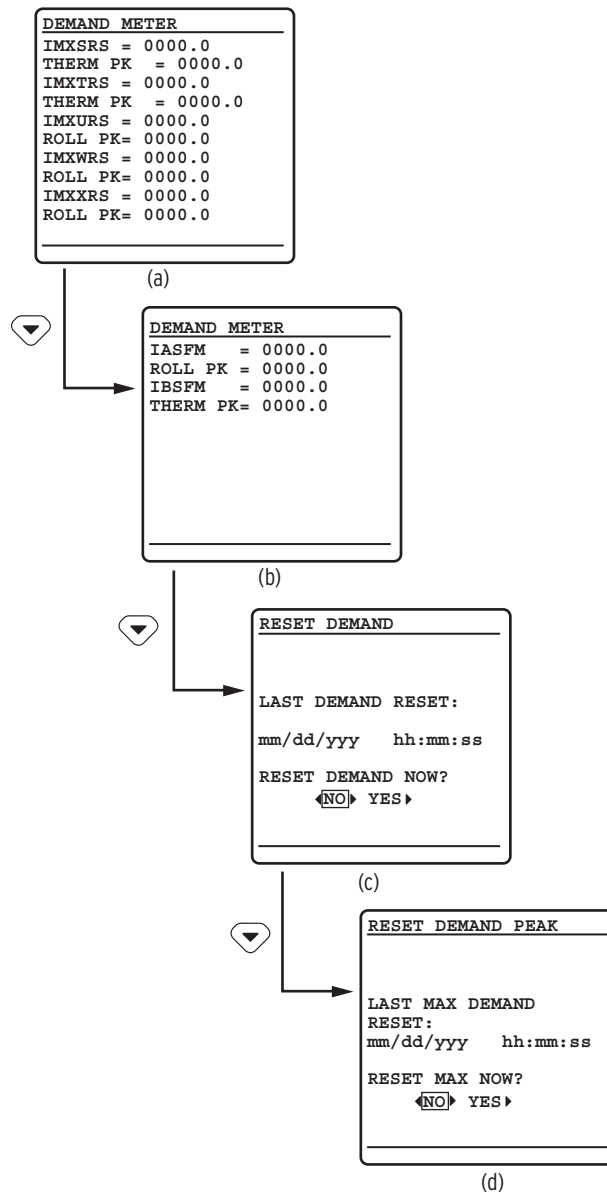 DEMAND METER
IMXSRS = 0000.0
THERM PK = 0000.0
IMXTRS = 0000.0
THERM PK = 0000.0
IMXURS = 0000.0
ROLL PK= 0000.0
IMXWRS = 0000.0
ROLL PK= 0000.0
IMXXRS = 0000.0
ROLL PK= 0000.0
(a)
DEMAND METER
IASFM = 0000.0
ROLL PK = 0000.0
IBSFM = 0000.0
THERM PK= 0000.0
(b)
RESET DEMAND
LAST DEMAND RESET:
mm/dd/yyy hh:mm:ss
RESET DEMAND NOW?
NO YES
(c)
RESET DEMAND PEAK
LAST MAX DEMAND
RESET:
mm/dd/yyy hh:mm:ss
RESET MAX NOW?
NO YES
(d)